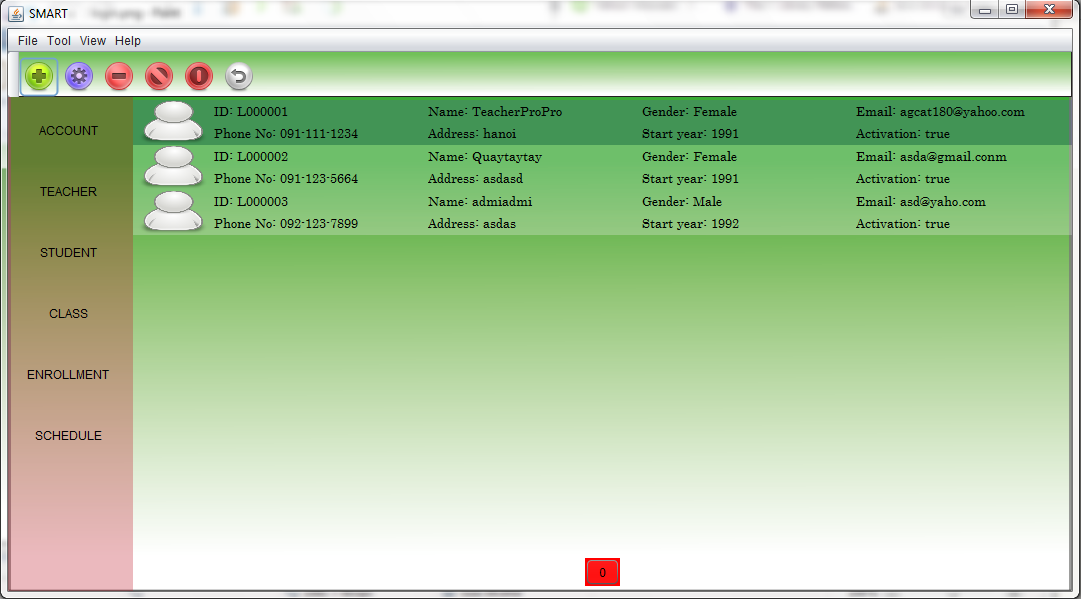 SMART
File Tool View Help
ACCOUNT
TEACHER
STUDENT
CLASS
ENROLLMENT
SCHEDULE
ID: L000001 Name: TeacherProPro Gender: Female Email: agcat180@yahoo.com
Phone No: 091-111-1234 Address: hanoi Start year: 1991 Activation: true
ID: L000002 Name: Quaytaytay Gender: Female Email: asda@gmail.conm
Phone No: 091-123-5664 Address: asdasd Start year: 1991 Activation: true
ID: L000003 Name: admiadmi Gender: Male Email: asd@yaho.com
Phone No: 092-123-7899 Address: asdas Start year: 1992 Activation: true
0